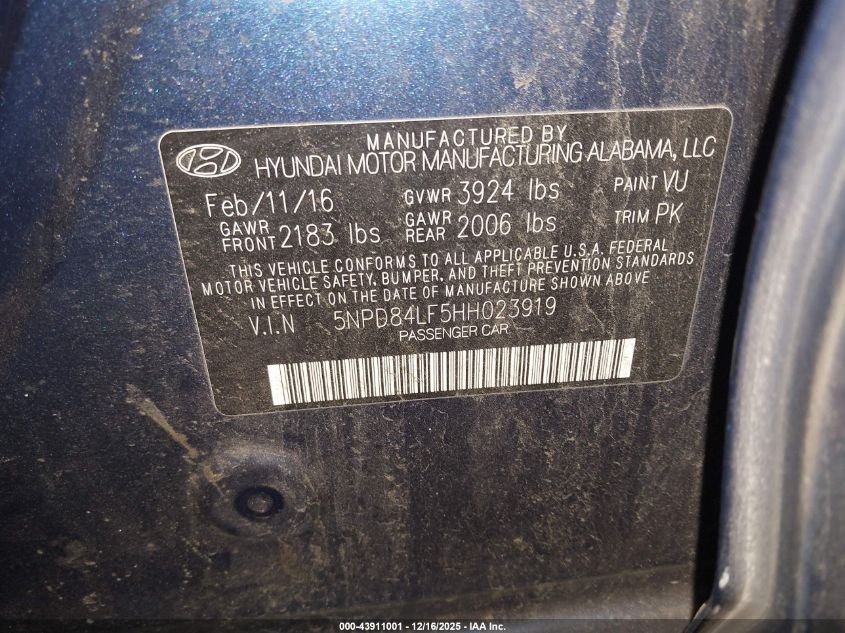 MANUFACTURED BY
HYUNDAI MOTOR MANUFACTURING ALABAMA, LLC
Feb/11/16 GVWR 3924 lbs PAINT VU
GAWR FRONT 2183 lbs GAWR REAR 2006 lbs TRIM PK
THIS VEHICLE CONFORMS TO ALL APPLICABLE U.S.A. FEDERAL
MOTOR VEHICLE SAFETY, BUMPER, AND THEFT PREVENTION STANDARDS
IN EFFECT ON THE DATE OF MANUFACTURE SHOWN ABOVE
V.I.N 5NPD84LF5HH023919
PASSENGER CAR
000-43911001 - 12/16/2025 - IAA Inc.